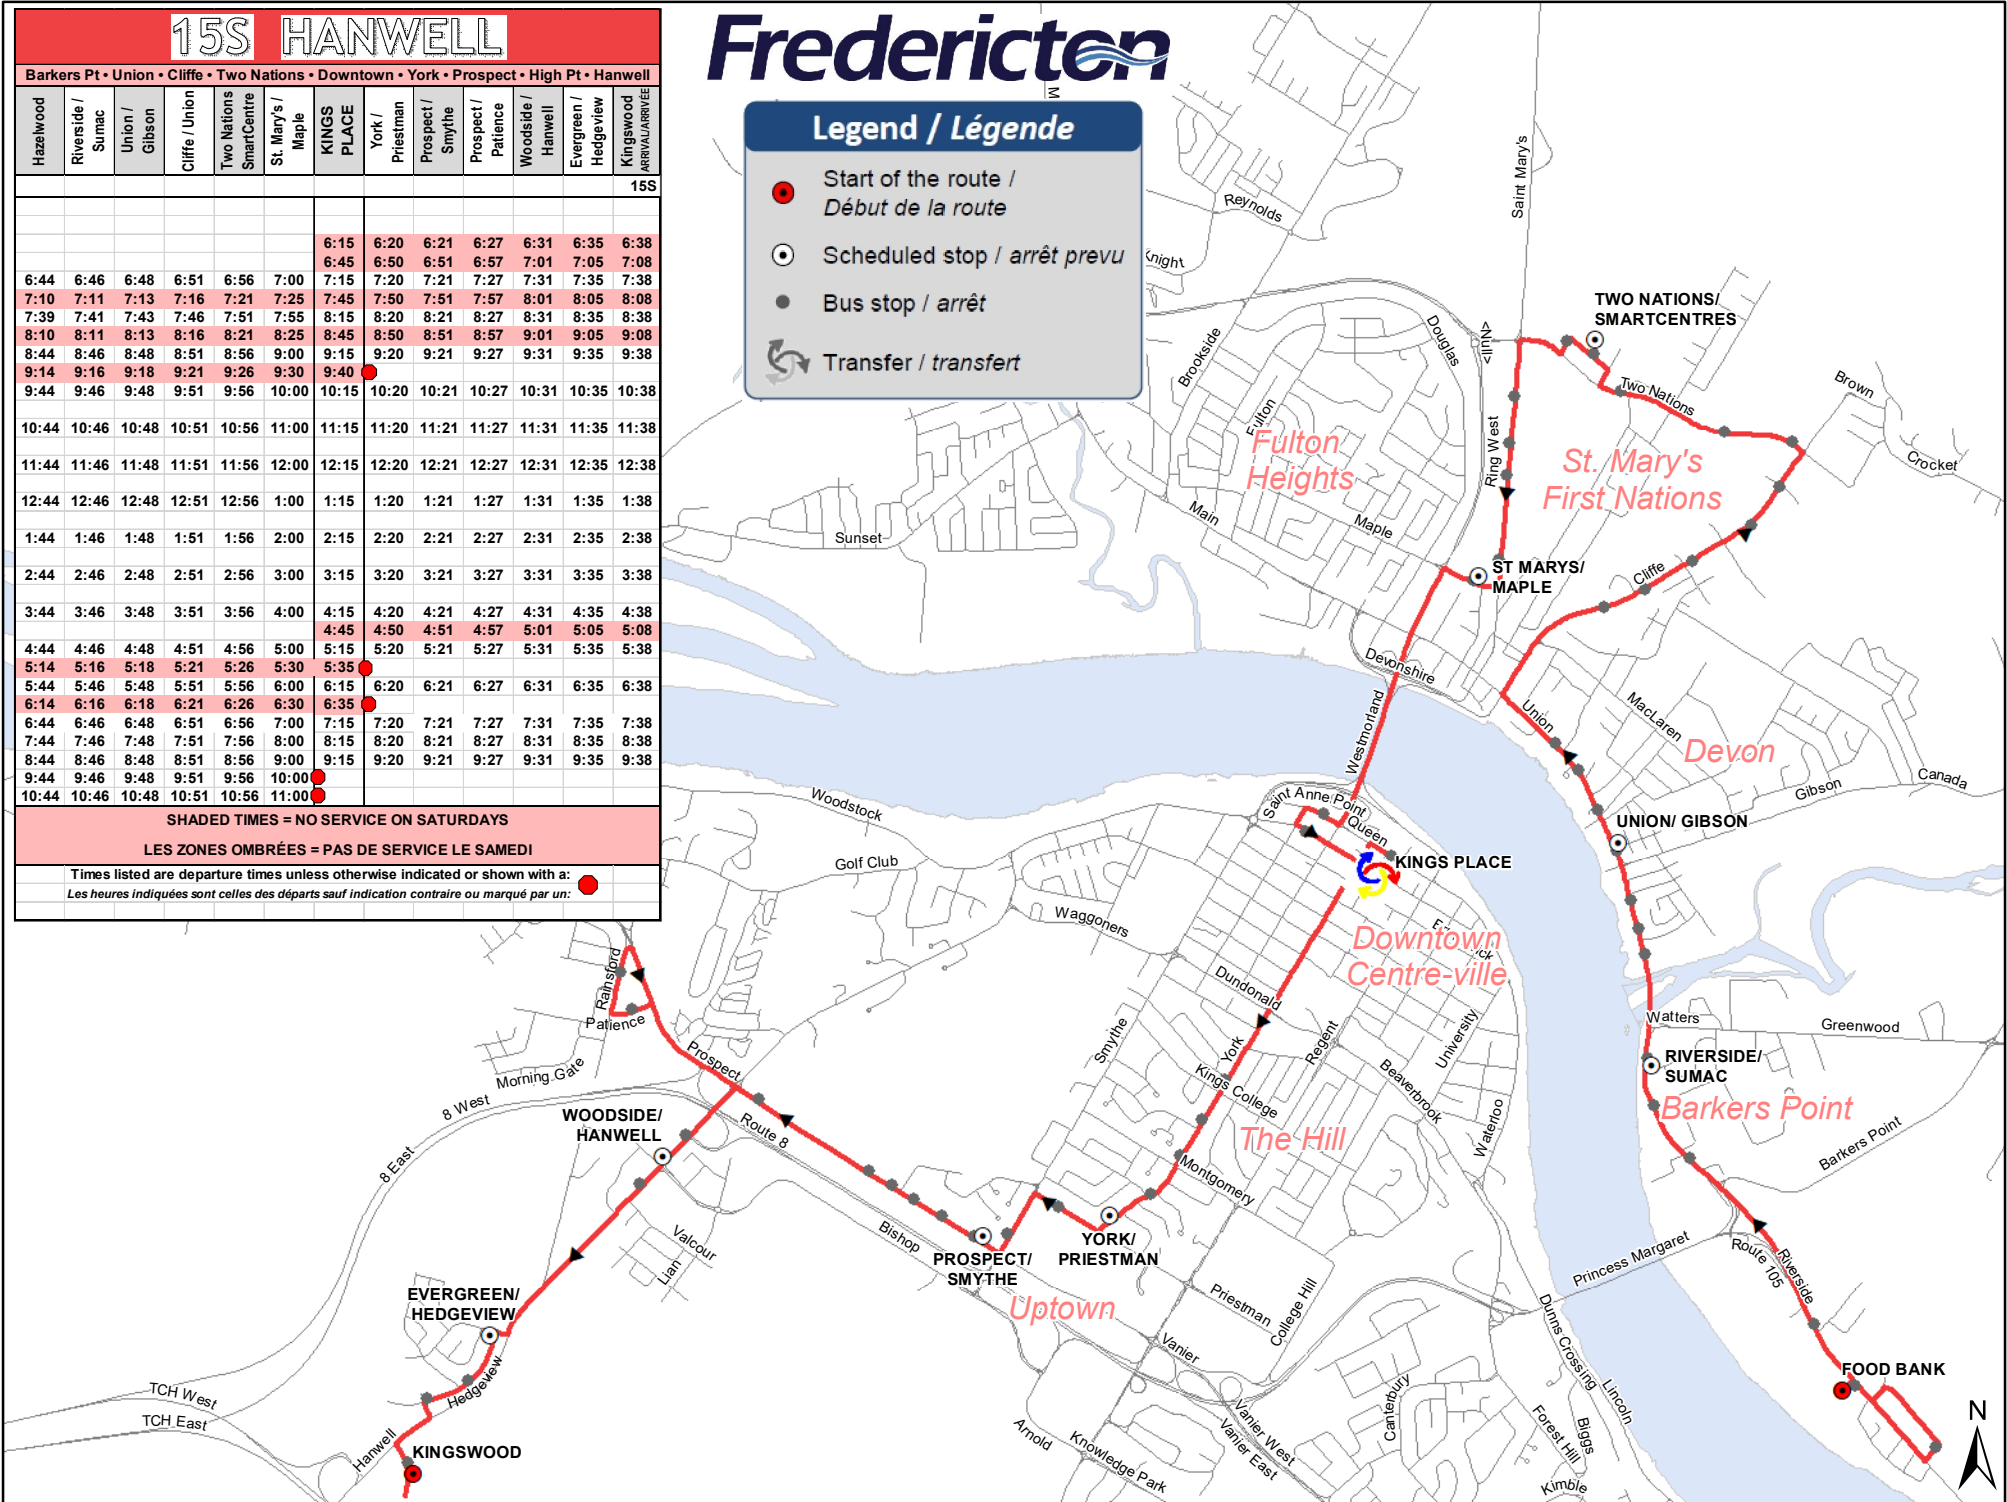 15S HANWELL
Barkers Pt • Union • Cliffe • Two Nations • Downtown • York • Prospect • High Pt • Hanwell
Hazelwood
Riverside / Sumac
Union / Gibson
Cliffe / Union
Two Nations SmartCentre
St. Mary's / Maple
KINGS PLACE
York / Priestman
Prospect / Smythe
Prospect / Patience
Woodside / Hanwell
Evergreen / Hedgeview
Kingswood ARRIVAL/ARRIVÉE
15S
6:15 6:20 6:21 6:27 6:31 6:35 6:38
6:45 6:50 6:51 6:57 7:01 7:05 7:08
6:44 6:46 6:48 6:51 6:56 7:00 7:15 7:20 7:21 7:27 7:31 7:35 7:38
7:10 7:11 7:13 7:16 7:21 7:25 7:45 7:50 7:51 7:57 8:01 8:05 8:08
7:39 7:41 7:43 7:46 7:51 7:55 8:15 8:20 8:21 8:27 8:31 8:35 8:38
8:10 8:11 8:13 8:16 8:21 8:25 8:45 8:50 8:51 8:57 9:01 9:05 9:08
8:44 8:46 8:48 8:51 8:56 9:00 9:15 9:20 9:21 9:27 9:31 9:35 9:38
9:14 9:16 9:18 9:21 9:26 9:30 9:40
9:44 9:46 9:48 9:51 9:56 10:00 10:15 10:20 10:21 10:27 10:31 10:35 10:38
10:44 10:46 10:48 10:51 10:56 11:00 11:15 11:20 11:21 11:27 11:31 11:35 11:38
11:44 11:46 11:48 11:51 11:56 12:00 12:15 12:20 12:21 12:27 12:31 12:35 12:38
12:44 12:46 12:48 12:51 12:56 1:00 1:15 1:20 1:21 1:27 1:31 1:35 1:38
1:44 1:46 1:48 1:51 1:56 2:00 2:15 2:20 2:21 2:27 2:31 2:35 2:38
2:44 2:46 2:48 2:51 2:56 3:00 3:15 3:20 3:21 3:27 3:31 3:35 3:38
3:44 3:46 3:48 3:51 3:56 4:00 4:15 4:20 4:21 4:27 4:31 4:35 4:38
4:45 4:50 4:51 4:57 5:01 5:05 5:08
4:44 4:46 4:48 4:51 4:56 5:00 5:15 5:20 5:21 5:27 5:31 5:35 5:38
5:14 5:16 5:18 5:21 5:26 5:30 5:35
5:44 5:46 5:48 5:51 5:56 6:00 6:15 6:20 6:21 6:27 6:31 6:35 6:38
6:14 6:16 6:18 6:21 6:26 6:30 6:35
6:44 6:46 6:48 6:51 6:56 7:00 7:15 7:20 7:21 7:27 7:31 7:35 7:38
7:44 7:46 7:48 7:51 7:56 8:00 8:15 8:20 8:21 8:27 8:31 8:35 8:38
8:44 8:46 8:48 8:51 8:56 9:00 9:15 9:20 9:21 9:27 9:31 9:35 9:38
9:44 9:46 9:48 9:51 9:56 10:00
10:44 10:46 10:48 10:51 10:56 11:00
SHADED TIMES = NO SERVICE ON SATURDAYS
LES ZONES OMBRÉES = PAS DE SERVICE LE SAMEDI
Times listed are departure times unless otherwise indicated or shown with a:
Les heures indiquées sont celles des départs sauf indication contraire ou marqué par un:
Fredericton
Legend / Légende
Start of the route /
Début de la route
Scheduled stop / arrêt prevu
Bus stop / arrêt
Transfer / transfert
M
Reynolds
Knight
Saint Mary's
TWO NATIONS/
SMARTCENTRES
Brookside
Douglas
<Null>
Two Nations
Brown
Crocket
Fulton
Fulton
Heights
Ring West
St. Mary's
First Nations
Main
Maple
Sunset
ST MARYS/
MAPLE
Cliffe
Devonshire
Westmorland
Union
MacLaren
Devon
Canada
Gibson
UNION/ GIBSON
Woodstock
Saint Anne Point
Queen
KINGS PLACE
Golf Club
Waggoners
Downtown
Centre-ville
Dundonald
Rainsford
Patience
Smythe
York
Regent
University
Watters
Greenwood
Prospect
Morning Gate
Kings College
Beaverbrook
RIVERSIDE/
SUMAC
Barkers Point
8 West
WOODSIDE/
HANWELL
Route 8
The Hill
Waterloo
Barkers Point
8 East
Montgomery
Valcour
Lian
Bishop
PROSPECT/
SMYTHE
YORK/
PRIESTMAN
Princess Margaret
Route 105
Riverside
EVERGREEN/
HEDGEVIEW
Uptown
Priestman
College Hill
Vanier
Dunns Crossing
Lincoln
FOOD BANK
Hedgeview
TCH West
TCH East
Canterbury
Vanier West
Vanier East
Forest Hill
Biggs
Arnold
Knowledge Park
Hanwell
KINGSWOOD
Kimble
N